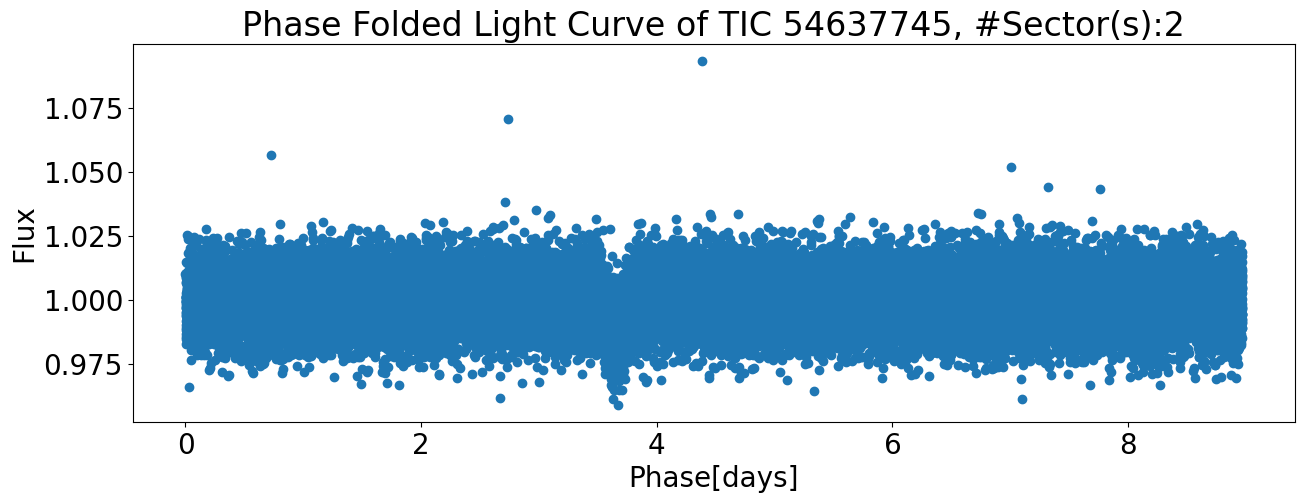 Phase Folded Light Curve of TIC 54637745, #Sector(s):2
1.075
1.050
1.025
1.000
0.975
Flux
0 2 4 6 8
Phase[days]